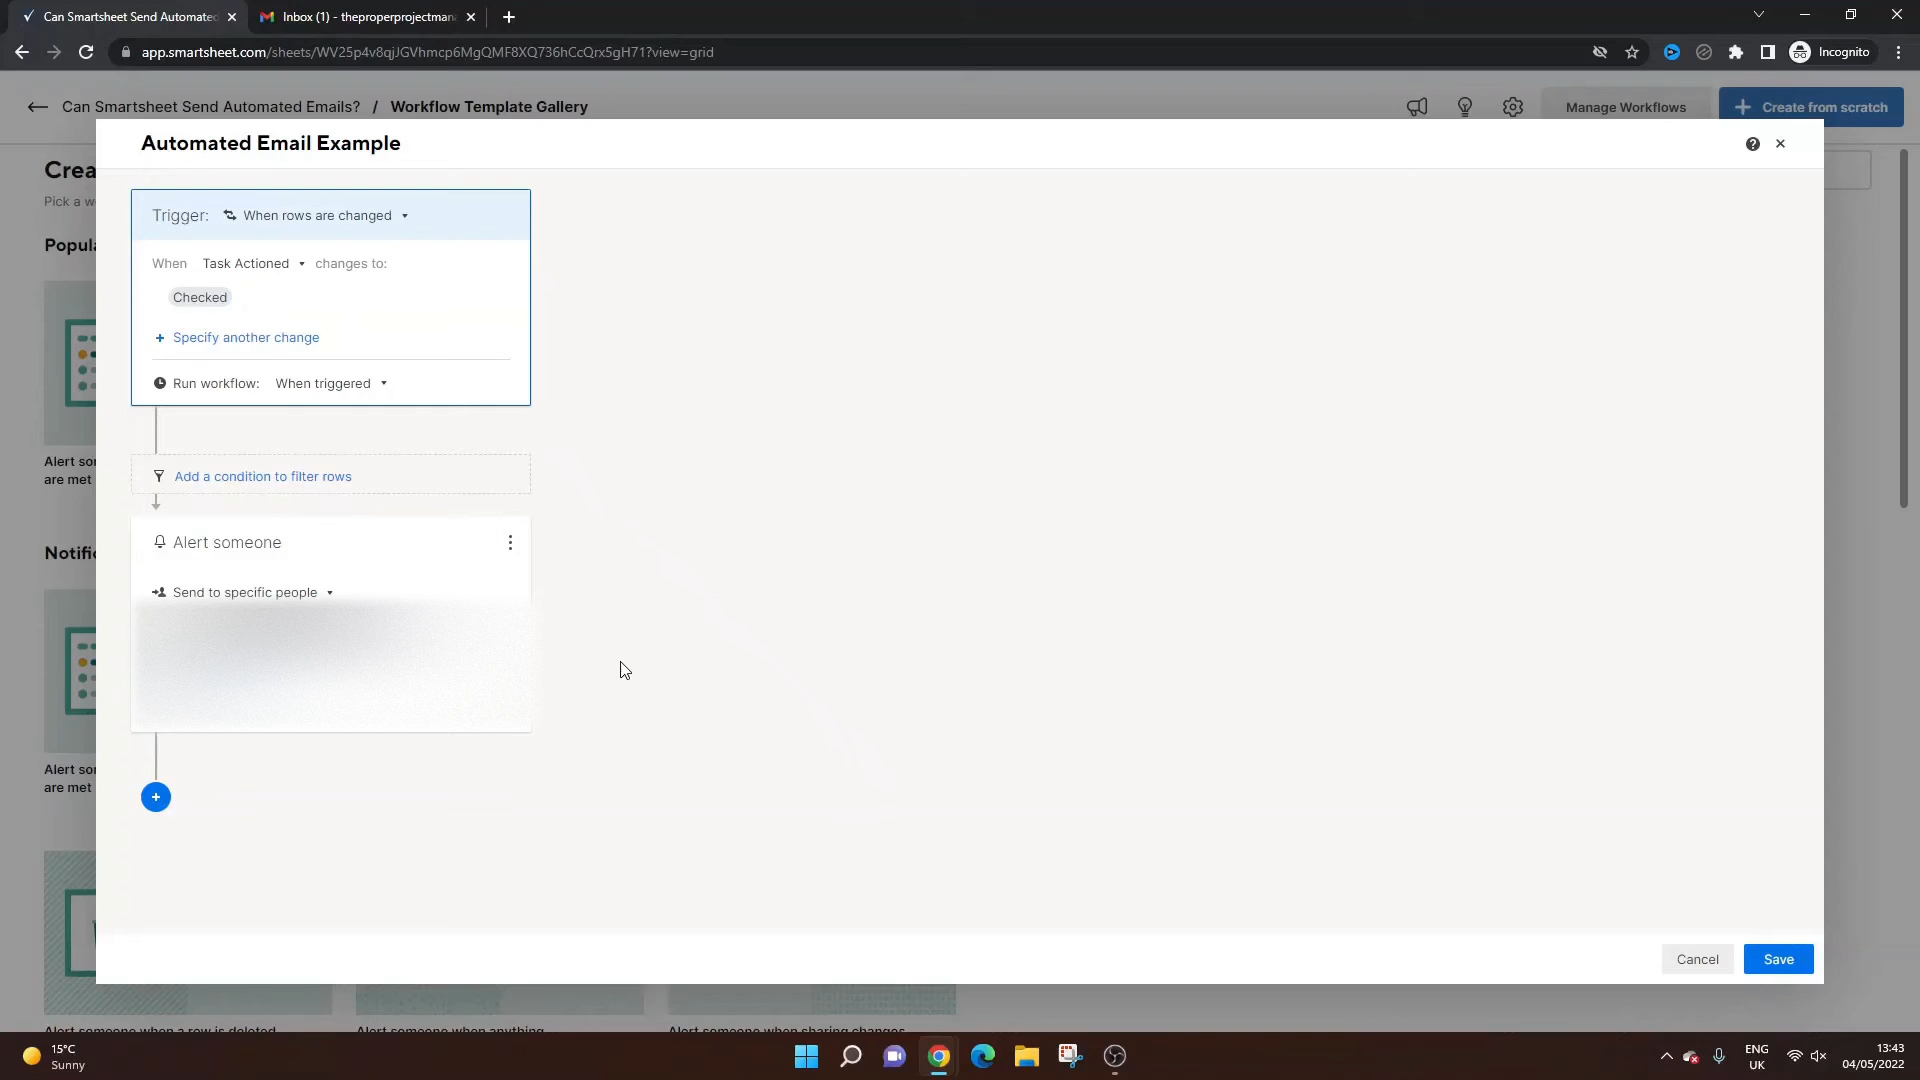 Can Smartsheet Send Automated
Inbox (1) - theproperprojectmana
app.smartsheet.com/sheets/WV25p4v8qjJGVhmcp6MgQMF8XQ736hCcQrx5gH71?view=grid
Incognito
Can Smartsheet Send Automated Emails? / Workflow Template Gallery
Manage Workflows
+ Create from scratch
Automated Email Example
Crea
Pick a w
Popula
Trigger: When rows are changed
When Task Actioned changes to:
Checked
+ Specify another change
Run workflow: When triggered
Alert so
are met
Add a condition to filter rows
Alert someone
Notific
Send to specific people
Alert so
are met
Cancel
Save
Alert someone when a row is deleted
Alert someone when anything
Alert someone when sharing changes
15°C
Sunny
ENG
UK
13:43
04/05/2022